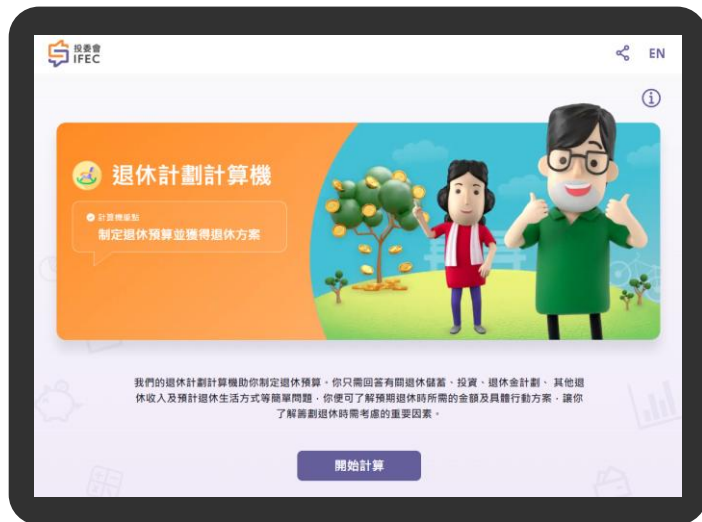 投委會
IFEC
EN
退休計劃計算機
制定退休預算並獲得退休方案
我們的退休計劃計算機助你制定退休預算。你只需回答有關退休儲蓄、投資、退休金計劃、 其他退
休收入及預計退休生活方式等簡單問題，你便可了解預期退休時所需的金額及具體行動方案，讓你
了解籌劃退休時需考慮的重要因素。
開始計算